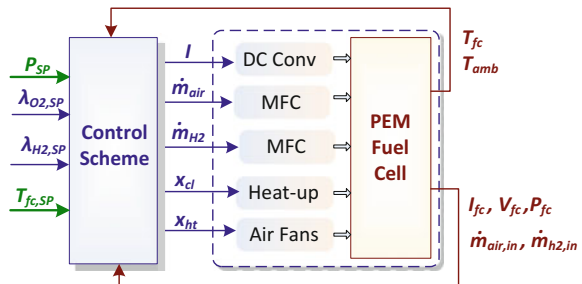 P_SP
λ_O2,SP
λ_H2,SP
T_fc,SP
Control
Scheme
I
ṁ_air
ṁ_H2
x_cl
x_ht
DC Conv
MFC
MFC
Heat-up
Air Fans
PEM
Fuel
Cell
T_fc
T_amb
I_fc, V_fc, P_fc
ṁ_air,in, ṁ_h2,in